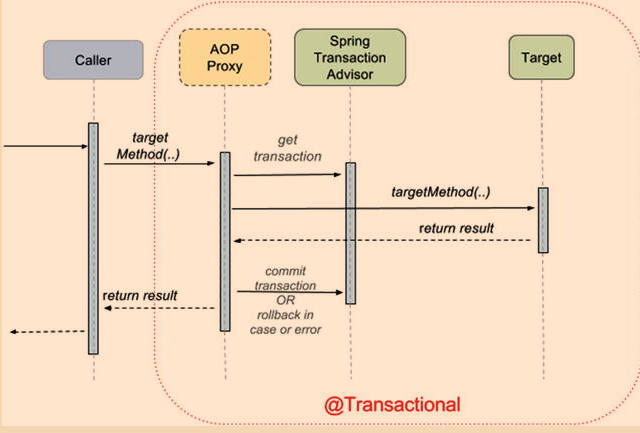 Caller
AOP
Proxy
Spring
Transaction
Advisor
Target
target
Method(..)
get
transaction
targetMethod(..)
return result
commit
transaction
OR
rollback in
case or error
return result
@Transactional